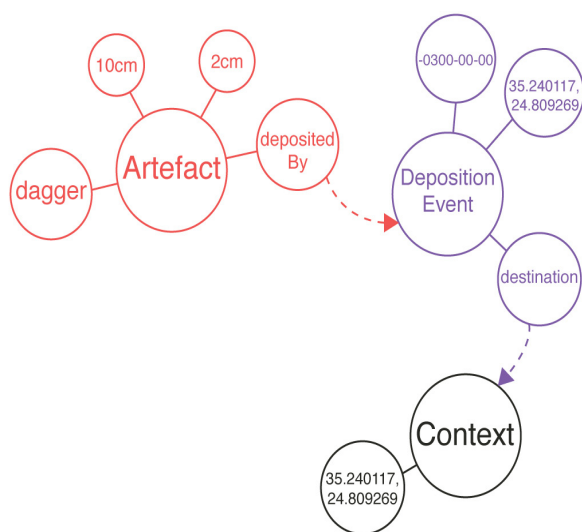 10cm
2cm
Artefact
dagger
deposited
By
-0300-00-00
35.240117,
24.809269
Deposition
Event
destination
Context
35.240117,
24.809269